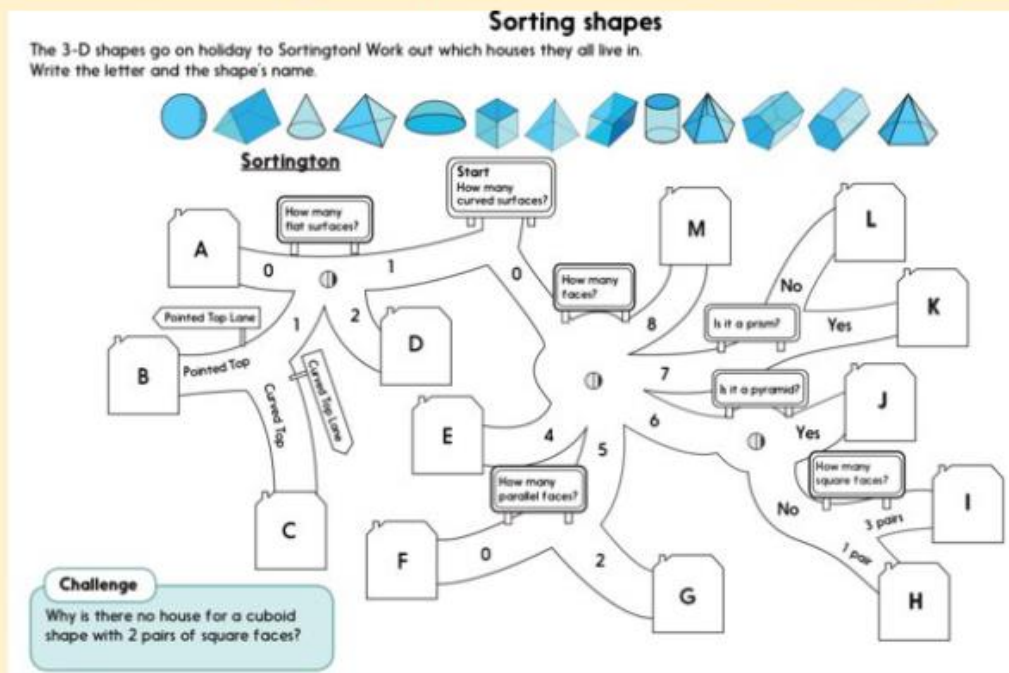 Sorting shapes
The 3-D shapes go on holiday to Sortington! Work out which houses they all live in.
Write the letter and the shape's name.
Sortington
Start
How many
curved surfaces?
How many
flat surfaces?
A
0
1
0
How many
faces?
M
L
No
K
Is it a prism?
Yes
8
Pointed Top Lane
1
2
D
B
Pointed Top
Curved Top Lane
Curved Top
7
Is it a pyramid?
J
Yes
6
E
4
5
How many
parallel faces?
How many
square faces?
No
3 pairs
I
1 pair
H
C
F
0
2
G
Challenge
Why is there no house for a cuboid
shape with 2 pairs of square faces?